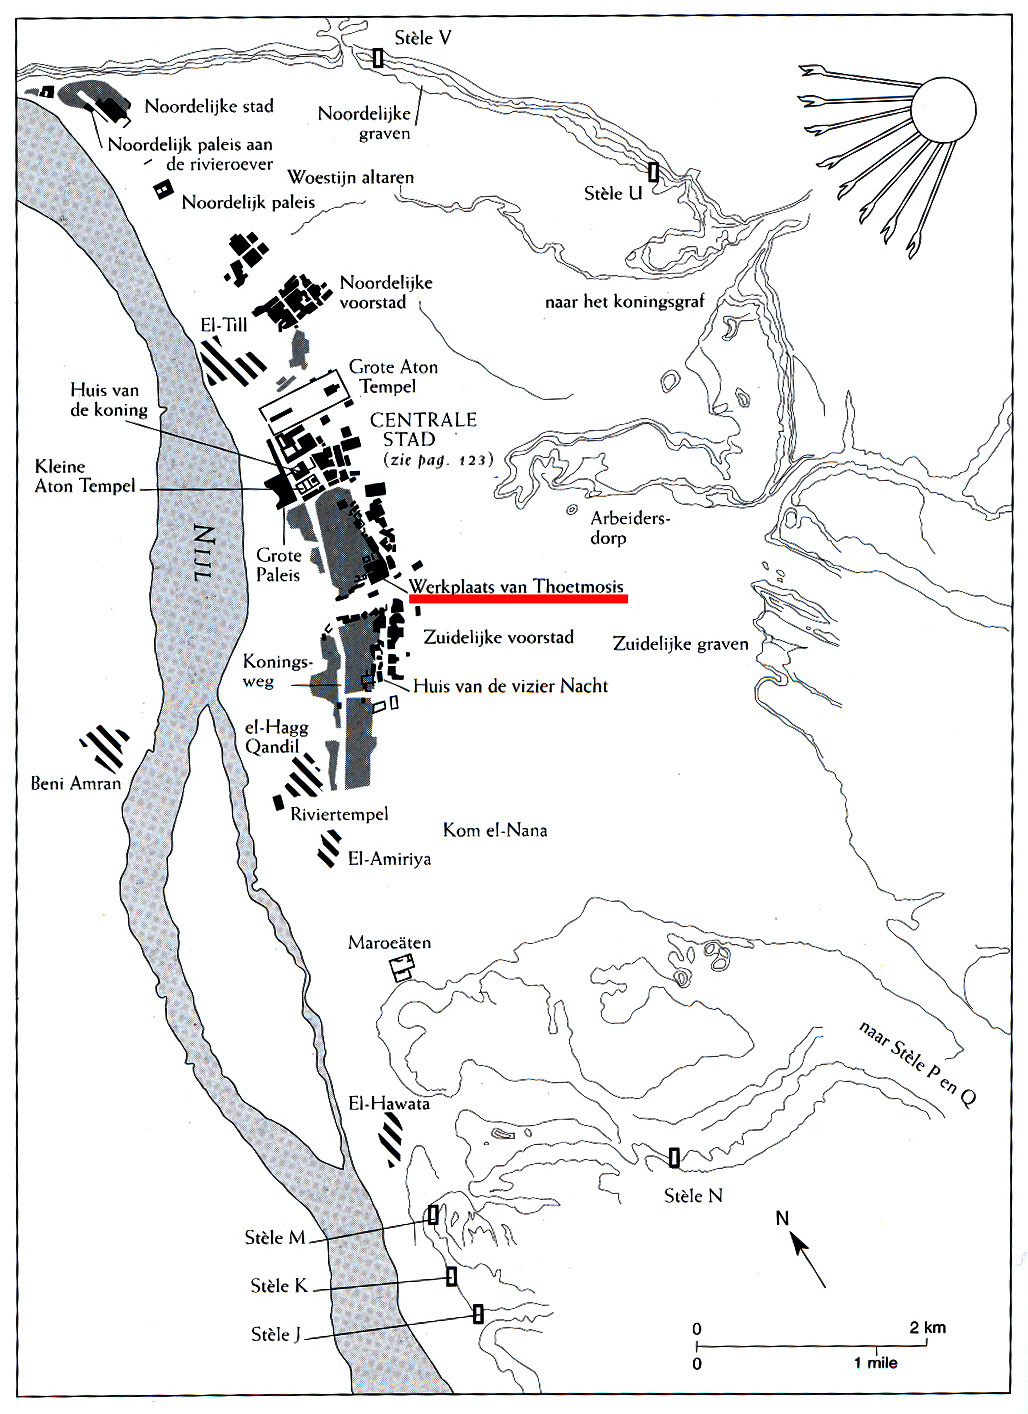 Stèle V
Noordelijke stad
Noordelijke
graven
Noordelijk paleis aan
de rivieroever
Woestijn altaren
Stèle U
Noordelijk paleis
Noordelijke
voorstad
naar het koningsgraf
El-Till
Grote Aton
Tempel
Huis van
de koning
CENTRALE
STAD
(zie pag. 123)
Kleine
Aton Tempel
Arbeiders-
dorp
NIJL
Grote
Paleis
Werkplaats van Thoetmosis
Zuidelijke voorstad
Zuidelijke graven
Konings-
weg
Huis van de vizier Nacht
el-Hagg
Qandil
Beni Amran
Riviertempel
Kom el-Nana
El-Amiriya
Maroeäten
naar Stèle P en Q
El-Hawata
Stèle N
N
Stèle M
Stèle K
Stèle J
0
2 km
0
1 mile